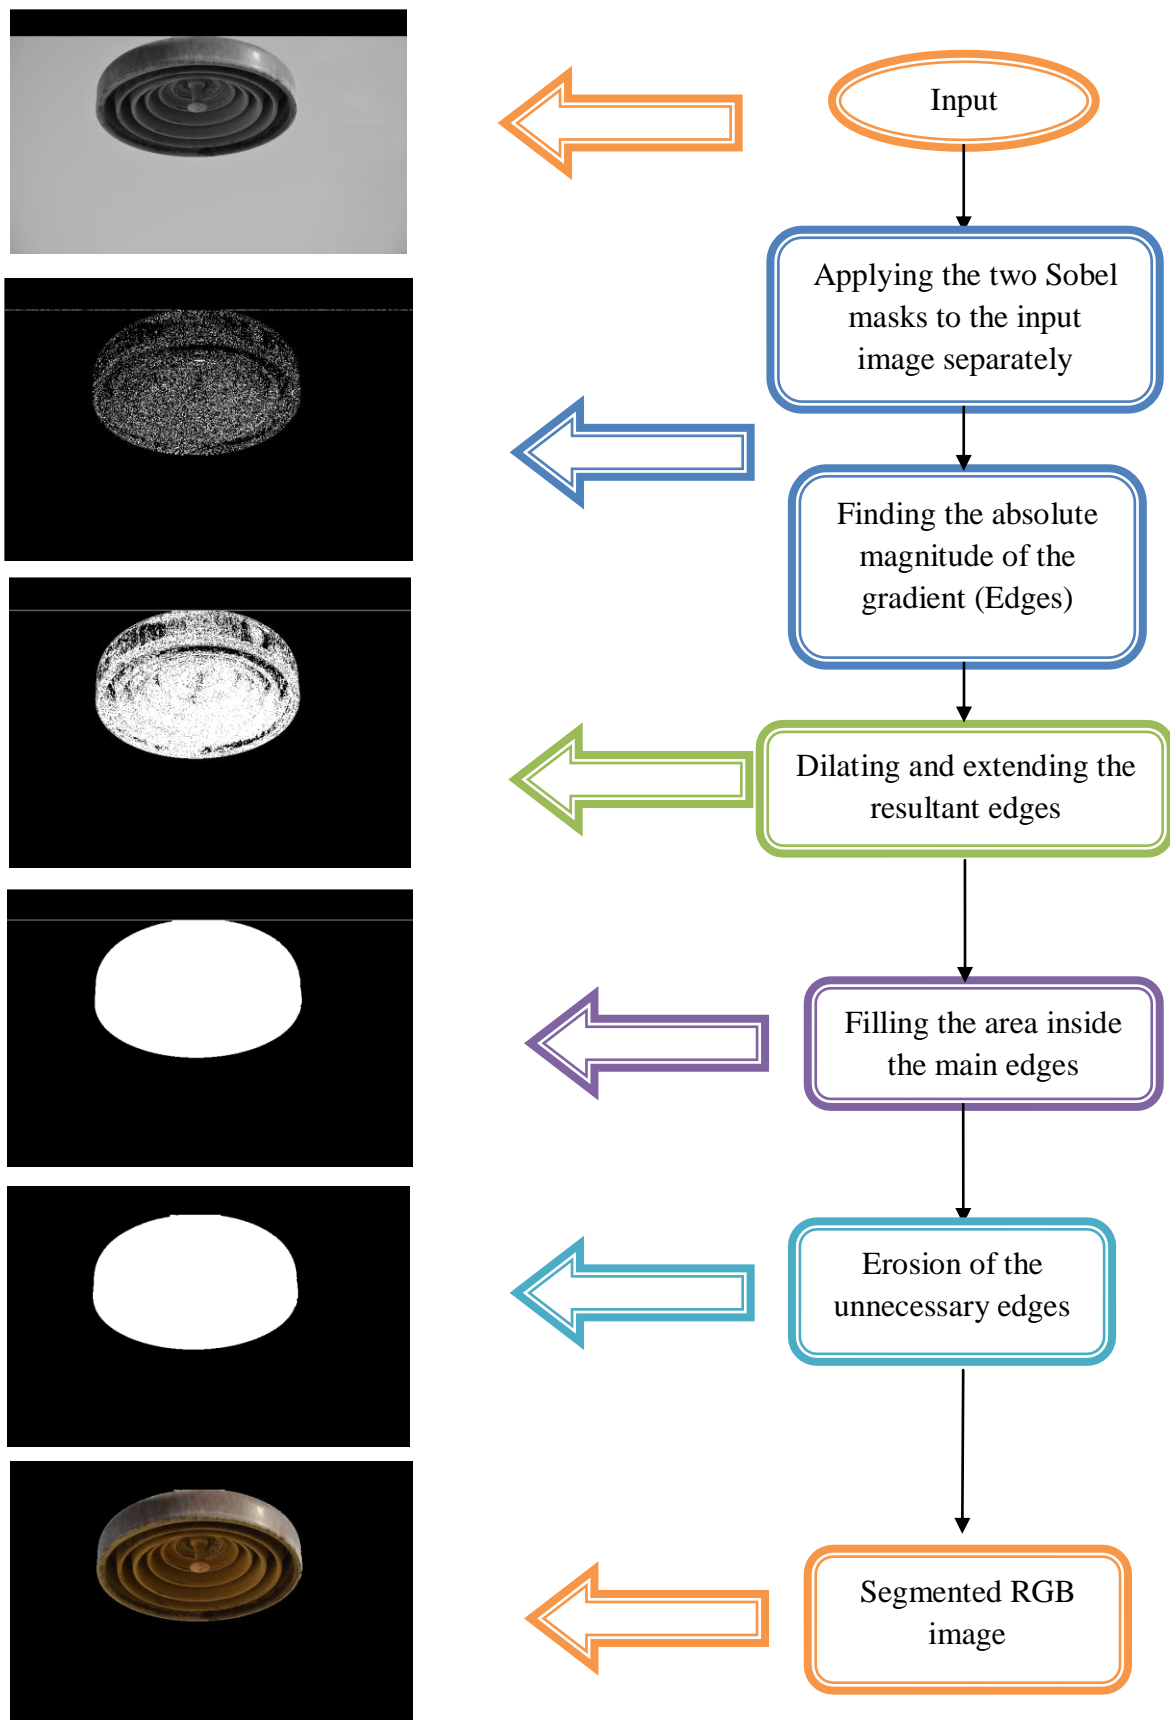 Input
Applying the two Sobel
masks to the input
image separately
Finding the absolute
magnitude of the
gradient (Edges)
Dilating and extending the
resultant edges
Filling the area inside
the main edges
Erosion of the
unnecessary edges
Segmented RGB
image